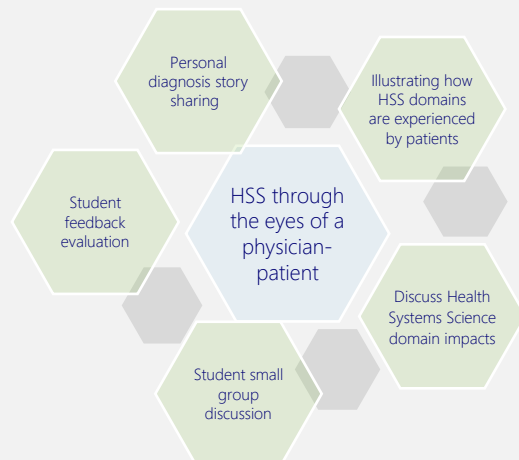 Personal
diagnosis story
sharing
Illustrating how
HSS domains
are experienced
by patients
HSS through
the eyes of a
physician-
patient
Student
feedback
evaluation
Discuss Health
Systems Science
domain impacts
Student small
group
discussion